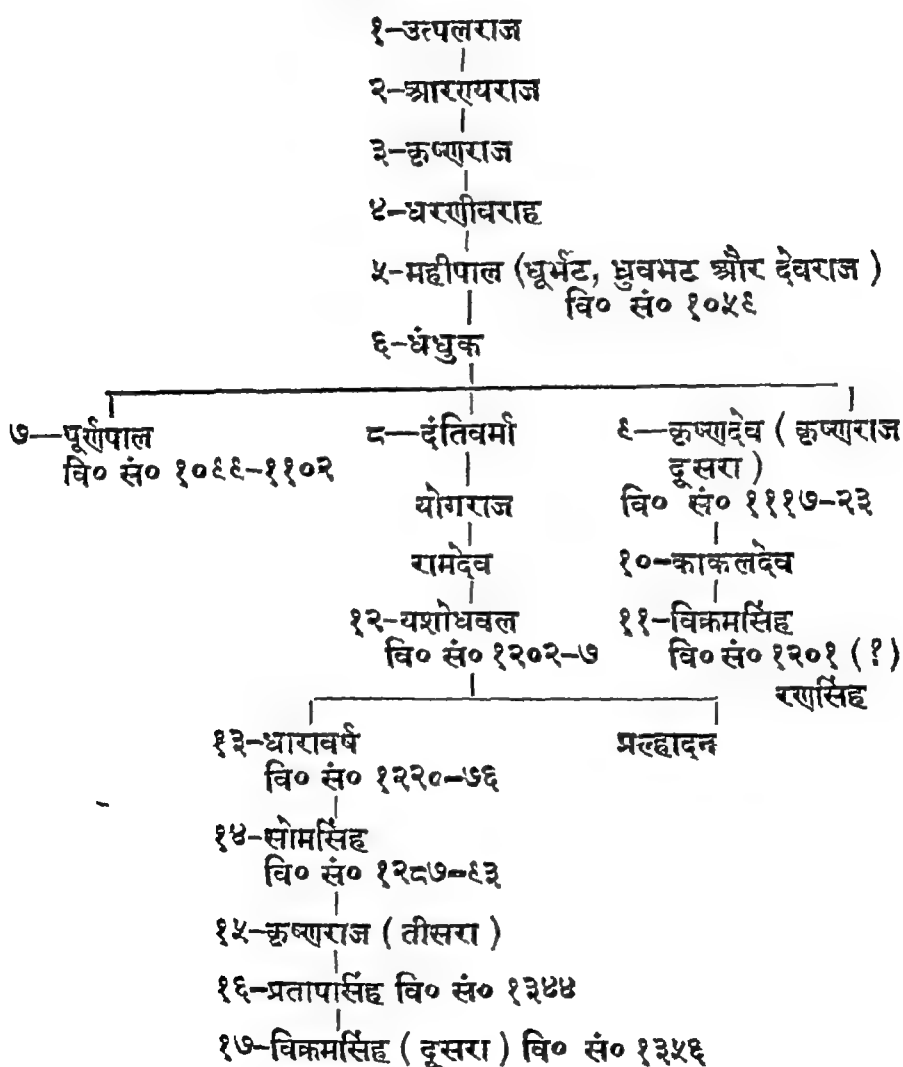 १-उत्पलराज
२-आरण्यराज
३-कृष्णराज
४-धरणीवराह
५-महीपाल (धूर्भट, ध्रुवभट और देवराज)
वि० सं० १०५९
६-धंधुक
७—पूर्णपाल
वि० सं० १०९९-११०२
८—दंतिवर्मा
योगराज
रामदेव
१२-यशोधवल
वि० सं० १२०२-७
९—कृष्णदेव (कृष्णराज
दूसरा)
वि० सं० १११७-२३
१०-काकलदेव
११-विक्रमसिंह
वि० सं० १२०१ (?)
रणसिंह
१३-धारावर्ष
वि० सं० १२२०-७६
प्रल्हादन
१४-सोमसिंह
वि० सं० १२८७-९३
१५-कृष्णराज (तीसरा)
१६-प्रतापसिंह वि० सं० १३४४
१७-विक्रमसिंह (दूसरा) वि० सं० १३५६